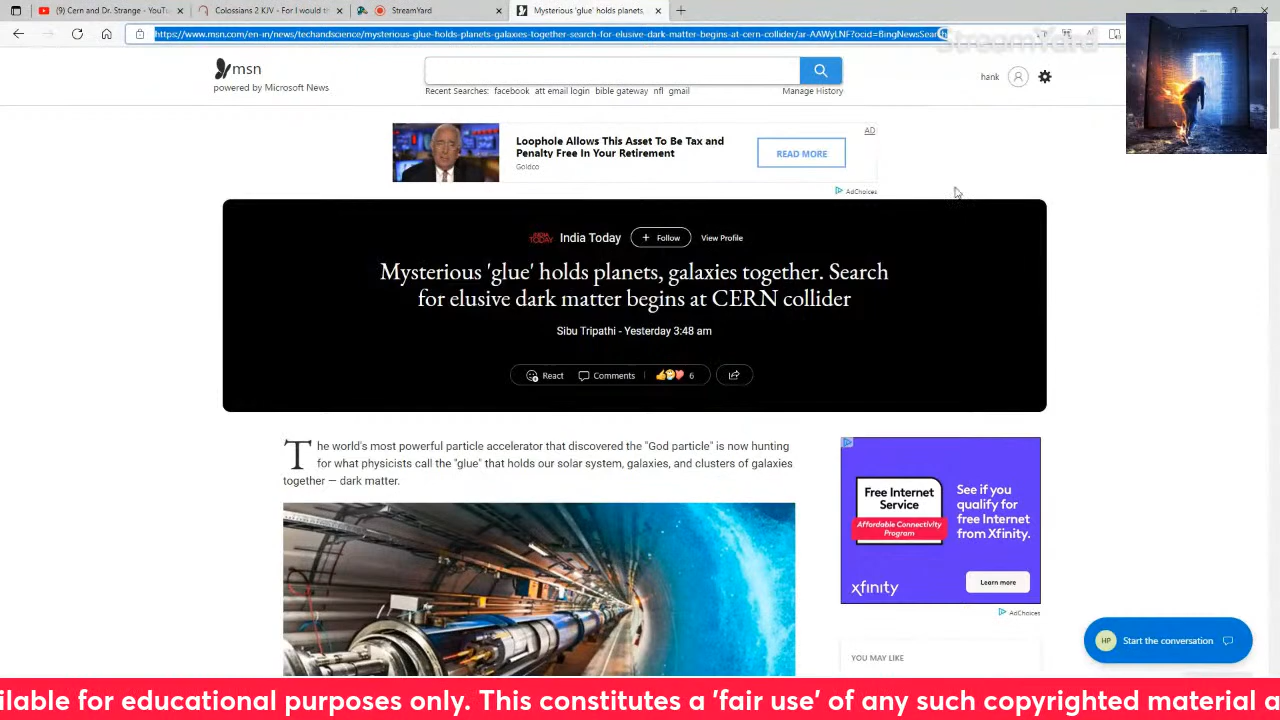 (9) Cern and Dr. Strange - YouTub
Colossians 2 KJV - For I would th
StreamYard
Mysterious 'glue' holds planets,
https://www.msn.com/en-in/news/techandscience/mysterious-glue-holds-planets-galaxies-together-search-for-elusive-dark-matter-begins-at-cern-collider/ar-AAWyLNF?ocid=BingNewsSearch
StreamYard
msn
powered by Microsoft News
hank
Recent Searches: facebook att email login bible gateway nfl gmail
Manage History
AD
Loophole Allows This Asset To Be Tax and
Penalty Free In Your Retirement
Goldco
READ MORE
AdChoices
INDIA TODAY
India Today
+ Follow
View Profile
Mysterious 'glue' holds planets, galaxies together. Search
for elusive dark matter begins at CERN collider
Sibu Tripathi - Yesterday 3:48 am
React
Comments
6
The world's most powerful particle accelerator that discovered the "God particle" is now hunting
for what physicists call the "glue" that holds our solar system, galaxies, and clusters of galaxies
together — dark matter.
Free Internet
Service
Affordable Connectivity
Program
See if you
qualify for
free Internet
from Xfinity.
xfinity
Learn more
AdChoices
YOU MAY LIKE
HP
Start the conversation
ilable for educational purposes only. This constitutes a 'fair use' of any such copyrighted material a